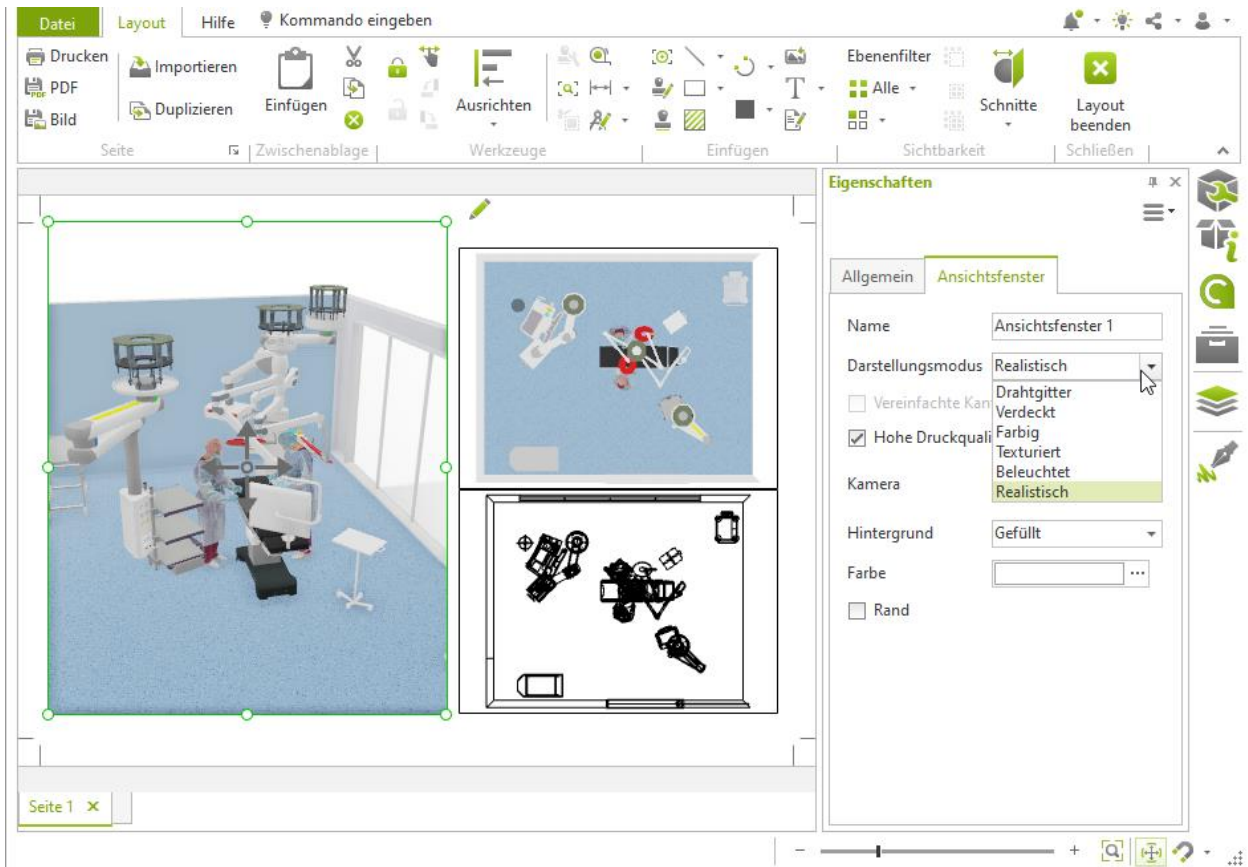 Datei Layout Hilfe Kommando eingeben
Drucken
PDF
Bild
Importieren
Duplizieren
Seite
Einfügen
Zwischenablage
Ausrichten
Werkzeuge
Einfügen
Ebenenfilter
Alle
Schnitte
Sichtbarkeit
Layout
beenden
Schließen
Eigenschaften
Allgemein Ansichtsfenster
Name Ansichtsfenster 1
Darstellungsmodus Realistisch
Drahtgitter
Verdeckt
Farbig
Texturiert
Beleuchtet
Realistisch
Vereinfachte Kan
Hohe Druckquali
Kamera
Hintergrund Gefüllt
Farbe ...
Rand
Seite 1